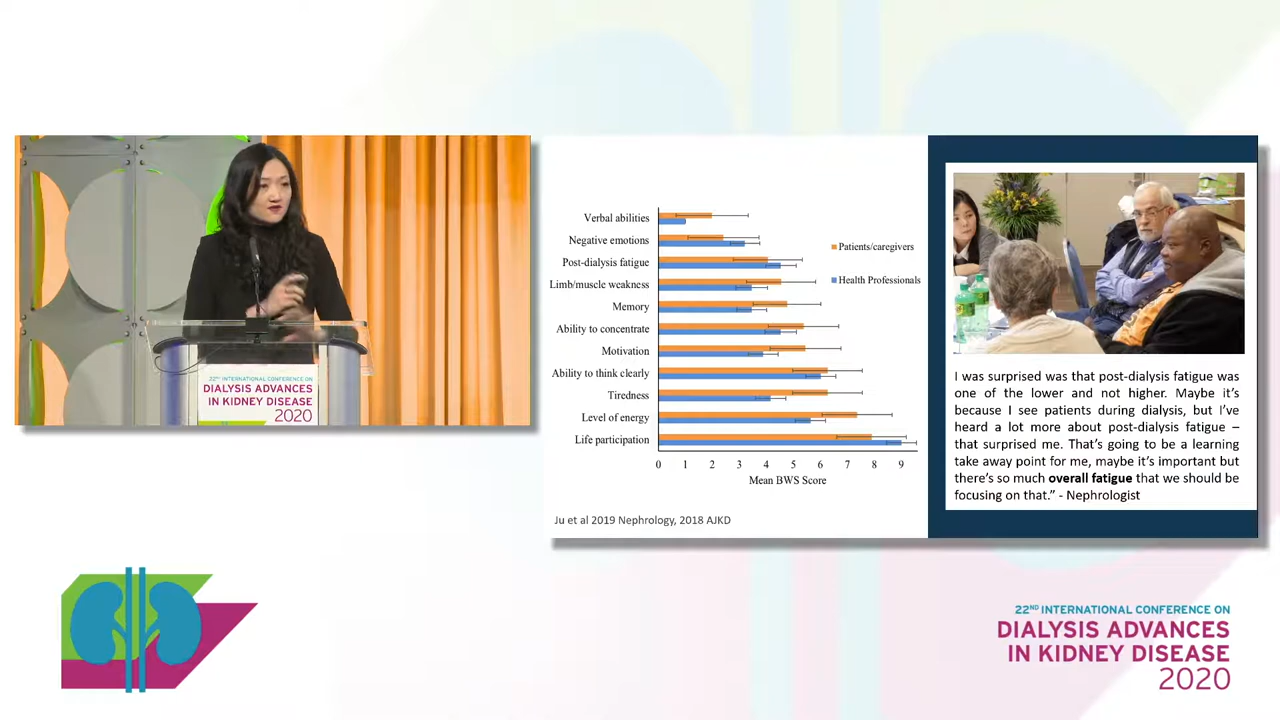 22ND INTERNATIONAL CONFERENCE ON
DIALYSIS ADVANCES
IN KIDNEY DISEASE
2020
Verbal abilities
Negative emotions
Post-dialysis fatigue
Limb/muscle weakness
Memory
Ability to concentrate
Motivation
Ability to think clearly
Tiredness
Level of energy
Life participation
0 1 2 3 4 5 6 7 8 9
Mean BWS Score
Patients/caregivers
Health Professionals
Ju et al 2019 Nephrology, 2018 AJKD
I was surprised was that post-dialysis fatigue was
one of the lower and not higher. Maybe it's
because I see patients during dialysis, but I've
heard a lot more about post-dialysis fatigue –
that surprised me. That's going to be a learning
take away point for me, maybe it's important but
there's so much overall fatigue that we should be
focusing on that." - Nephrologist
22ND INTERNATIONAL CONFERENCE ON
DIALYSIS ADVANCES
IN KIDNEY DISEASE
2020